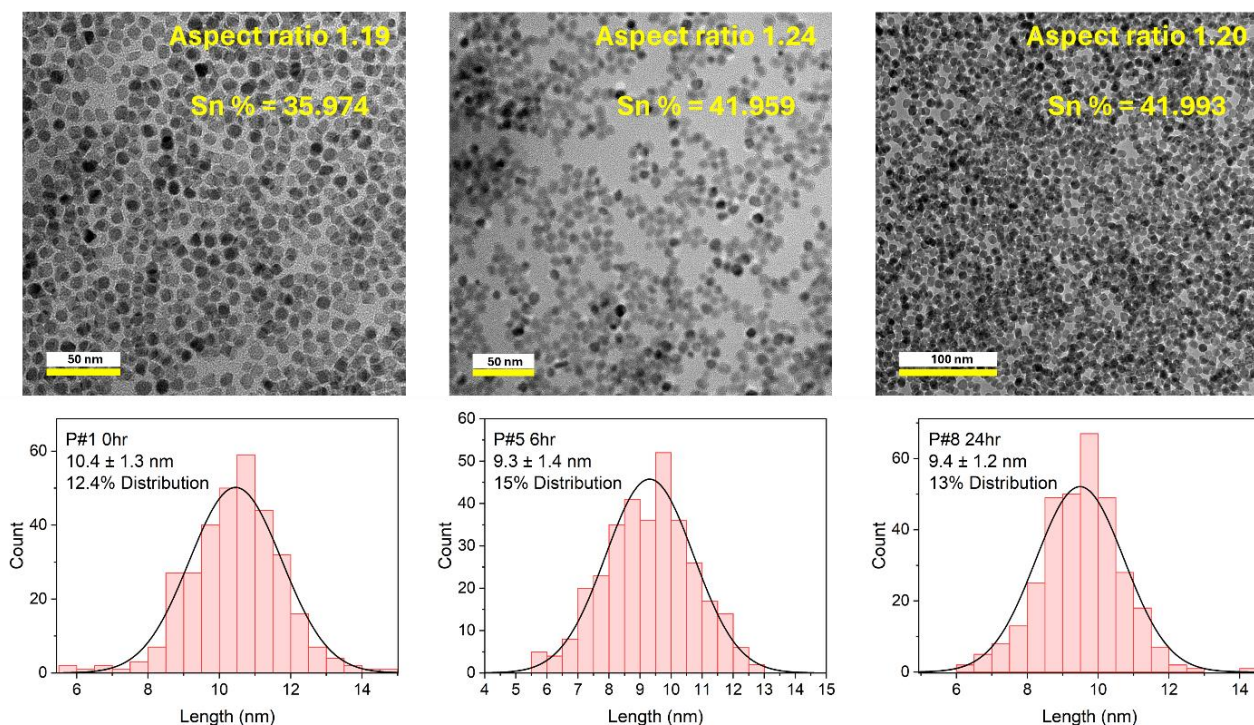 Aspect ratio 1.19
Sn % = 35.974
50 nm
Aspect ratio 1.24
Sn % = 41.959
50 nm
Aspect ratio 1.20
Sn % = 41.993
100 nm
P#1 0hr
10.4 ± 1.3 nm
12.4% Distribution
Count
60
40
20
0
6 8 10 12 14
Length (nm)
P#5 6hr
9.3 ± 1.4 nm
15% Distribution
Count
60
50
40
30
20
10
0
4 5 6 7 8 9 10 11 12 13 14 15
Length (nm)
P#8 24hr
9.4 ± 1.2 nm
13% Distribution
Count
60
40
20
0
6 8 10 12 14
Length (nm)